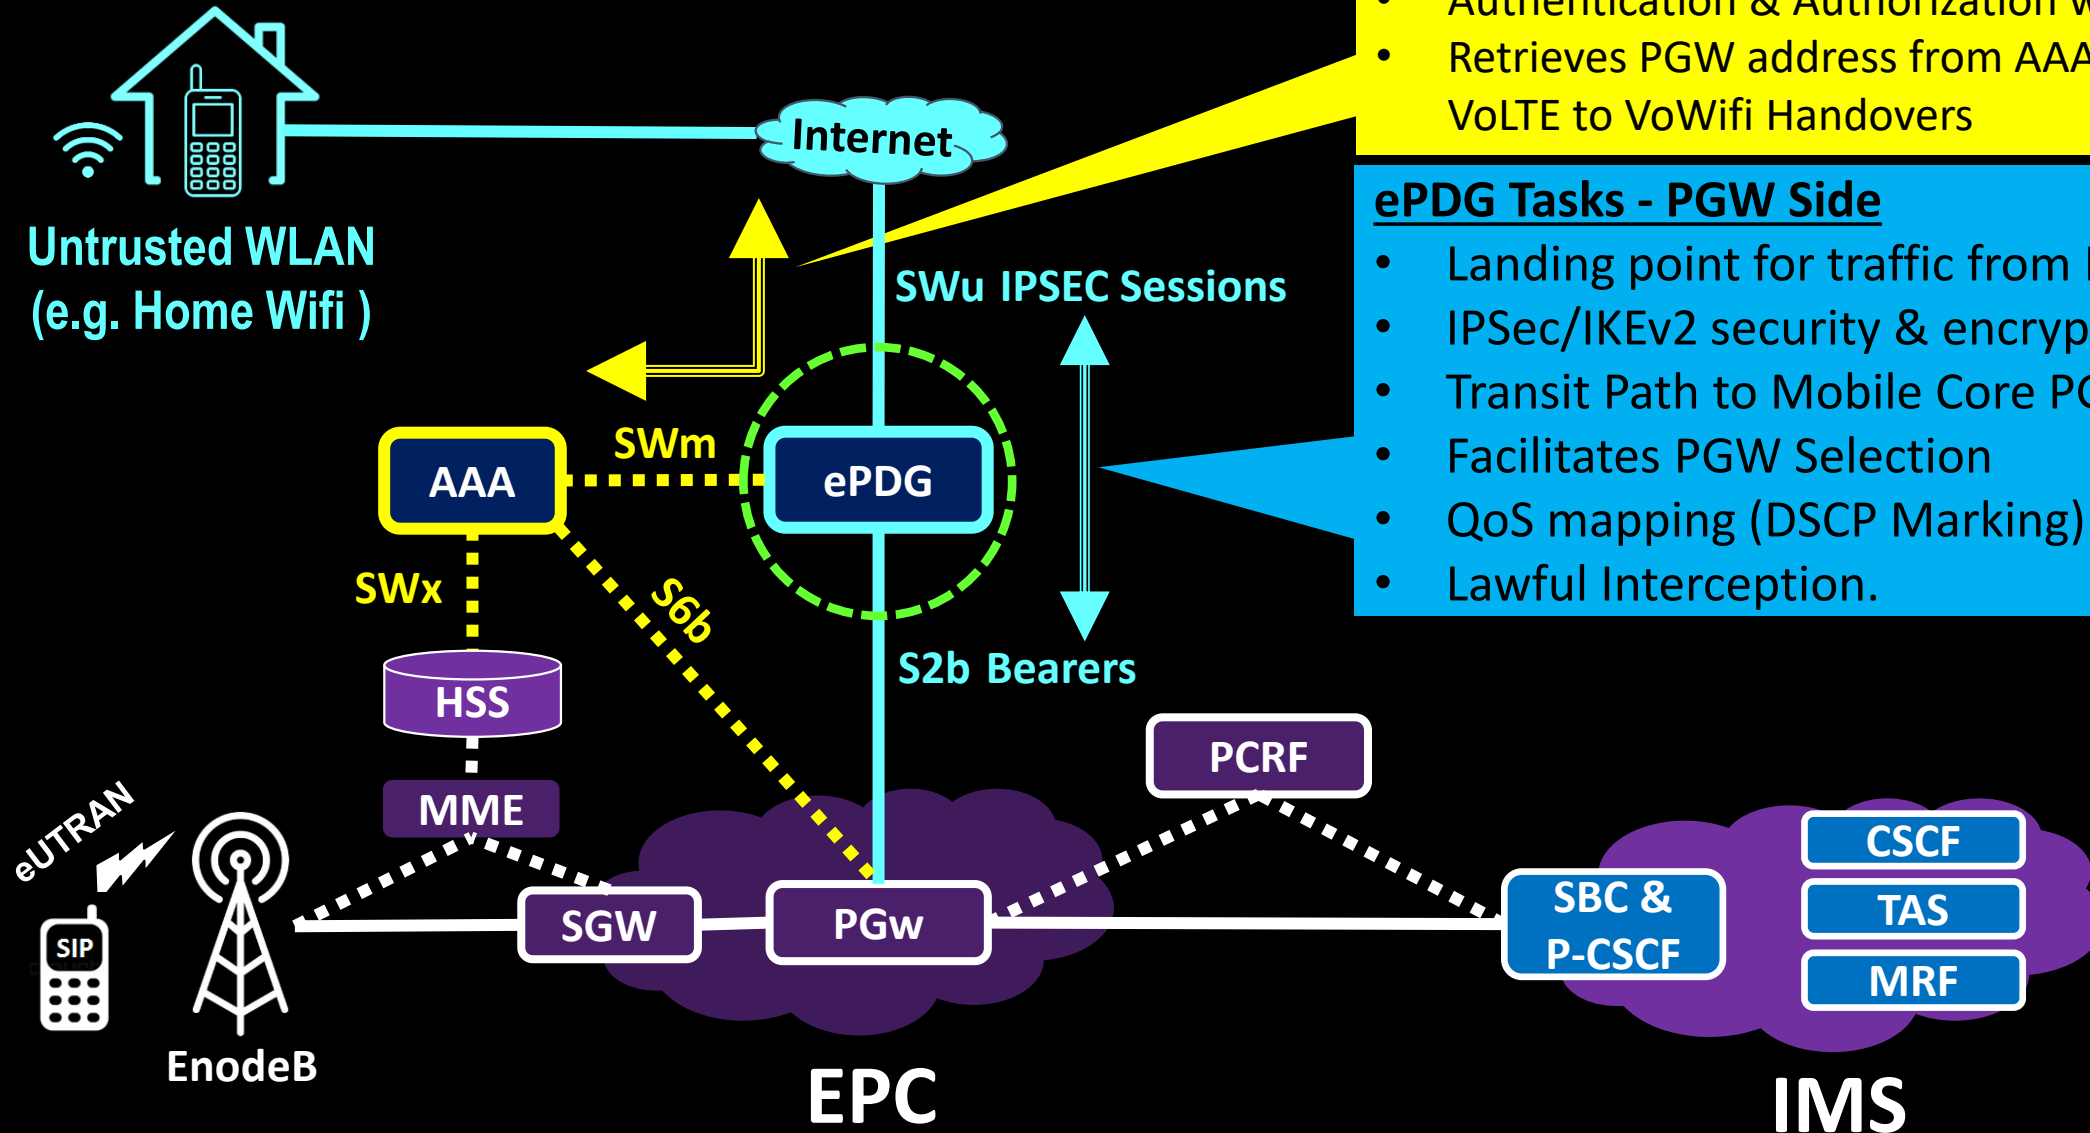 Authentication & Authorization
Retrieves PGW address from AAA
VoLTE to VoWifi Handovers
Internet
Untrusted WLAN
(e.g. Home Wifi )
ePDG Tasks - PGW Side
• Landing point for traffic from
• IPSec/IKEv2 security &
• Transit Path to Mobile Core
• Facilitates PGW Selection
• QoS mapping (DSCP Marking)
• Lawful Interception.
SWu IPSEC Sessions
SWm
AAA
ePDG
SWx
S6b
S2b Bearers
HSS
PCRF
MME
eUTRAN
CSCF
SGW
PGw
SBC &
P-CSCF
TAS
SIP
MRF
EnodeB
EPC
IMS